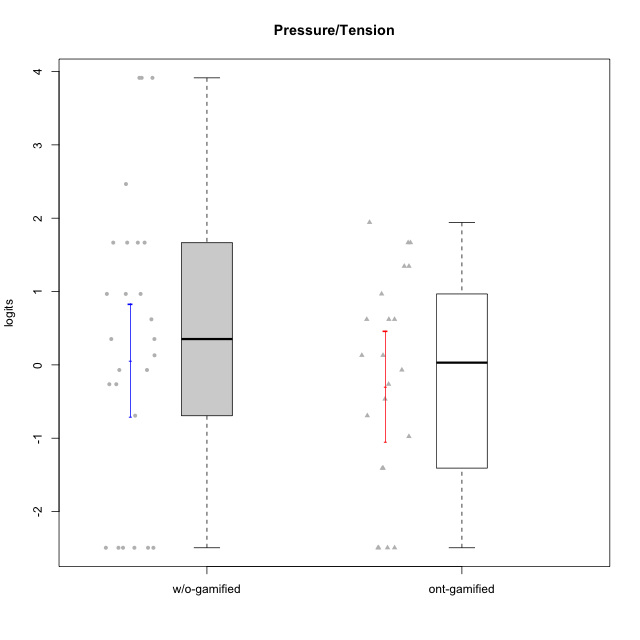 Pressure/Tension
4
3
2
1
0
-1
-2
logits
w/o-gamified
ont-gamified